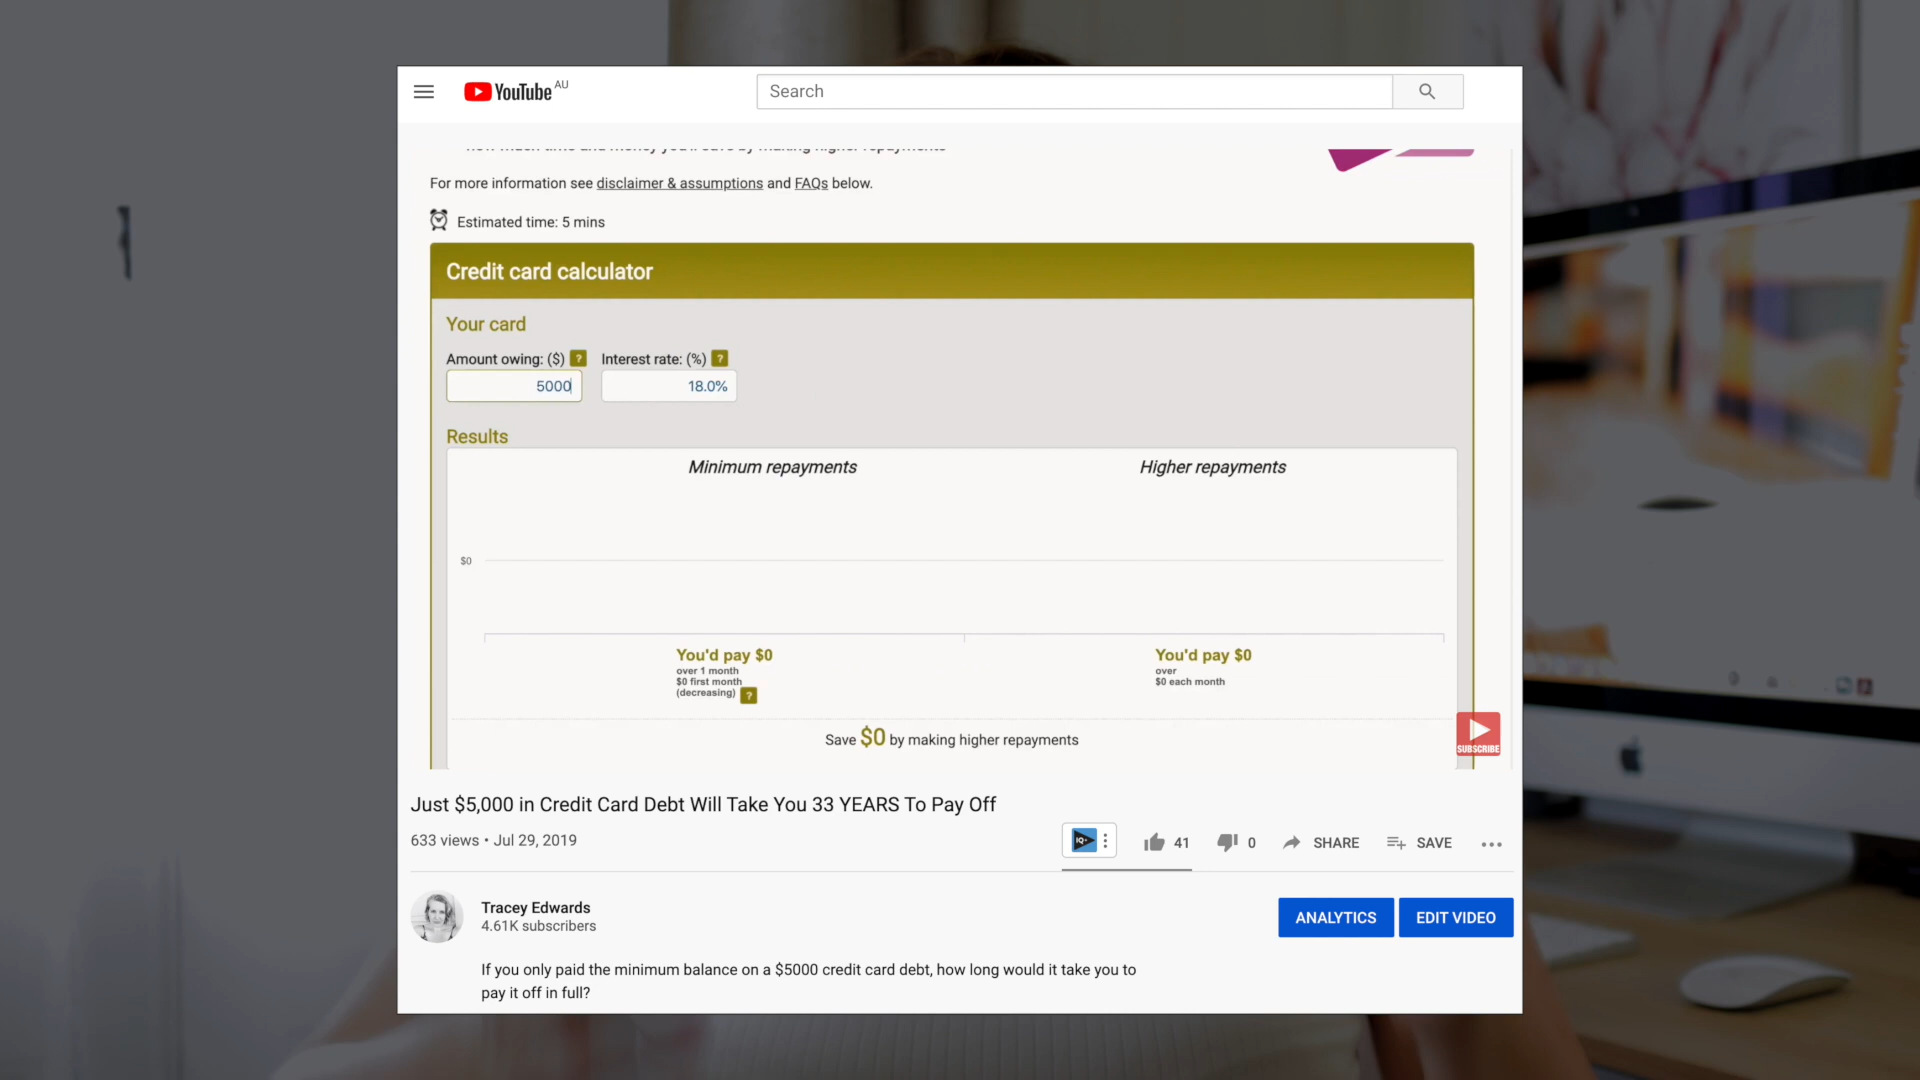 YouTube AU
Search
For more information see disclaimer & assumptions and FAQs below.
Estimated time: 5 mins
Credit card calculator
Your card
Amount owing: ($) ? Interest rate: (%) ?
5000 18.0%
Results
Minimum repayments Higher repayments
$0
You'd pay $0 You'd pay $0
over 1 month over
$0 first month $0 each month
(decreasing) ?
Save $0 by making higher repayments
SUBSCRIBE
Just $5,000 in Credit Card Debt Will Take You 33 YEARS To Pay Off
633 views • Jul 29, 2019
IQ+ 41 0 SHARE SAVE
Tracey Edwards
4.61K subscribers
ANALYTICS EDIT VIDEO
If you only paid the minimum balance on a $5000 credit card debt, how long would it take you to
pay it off in full?